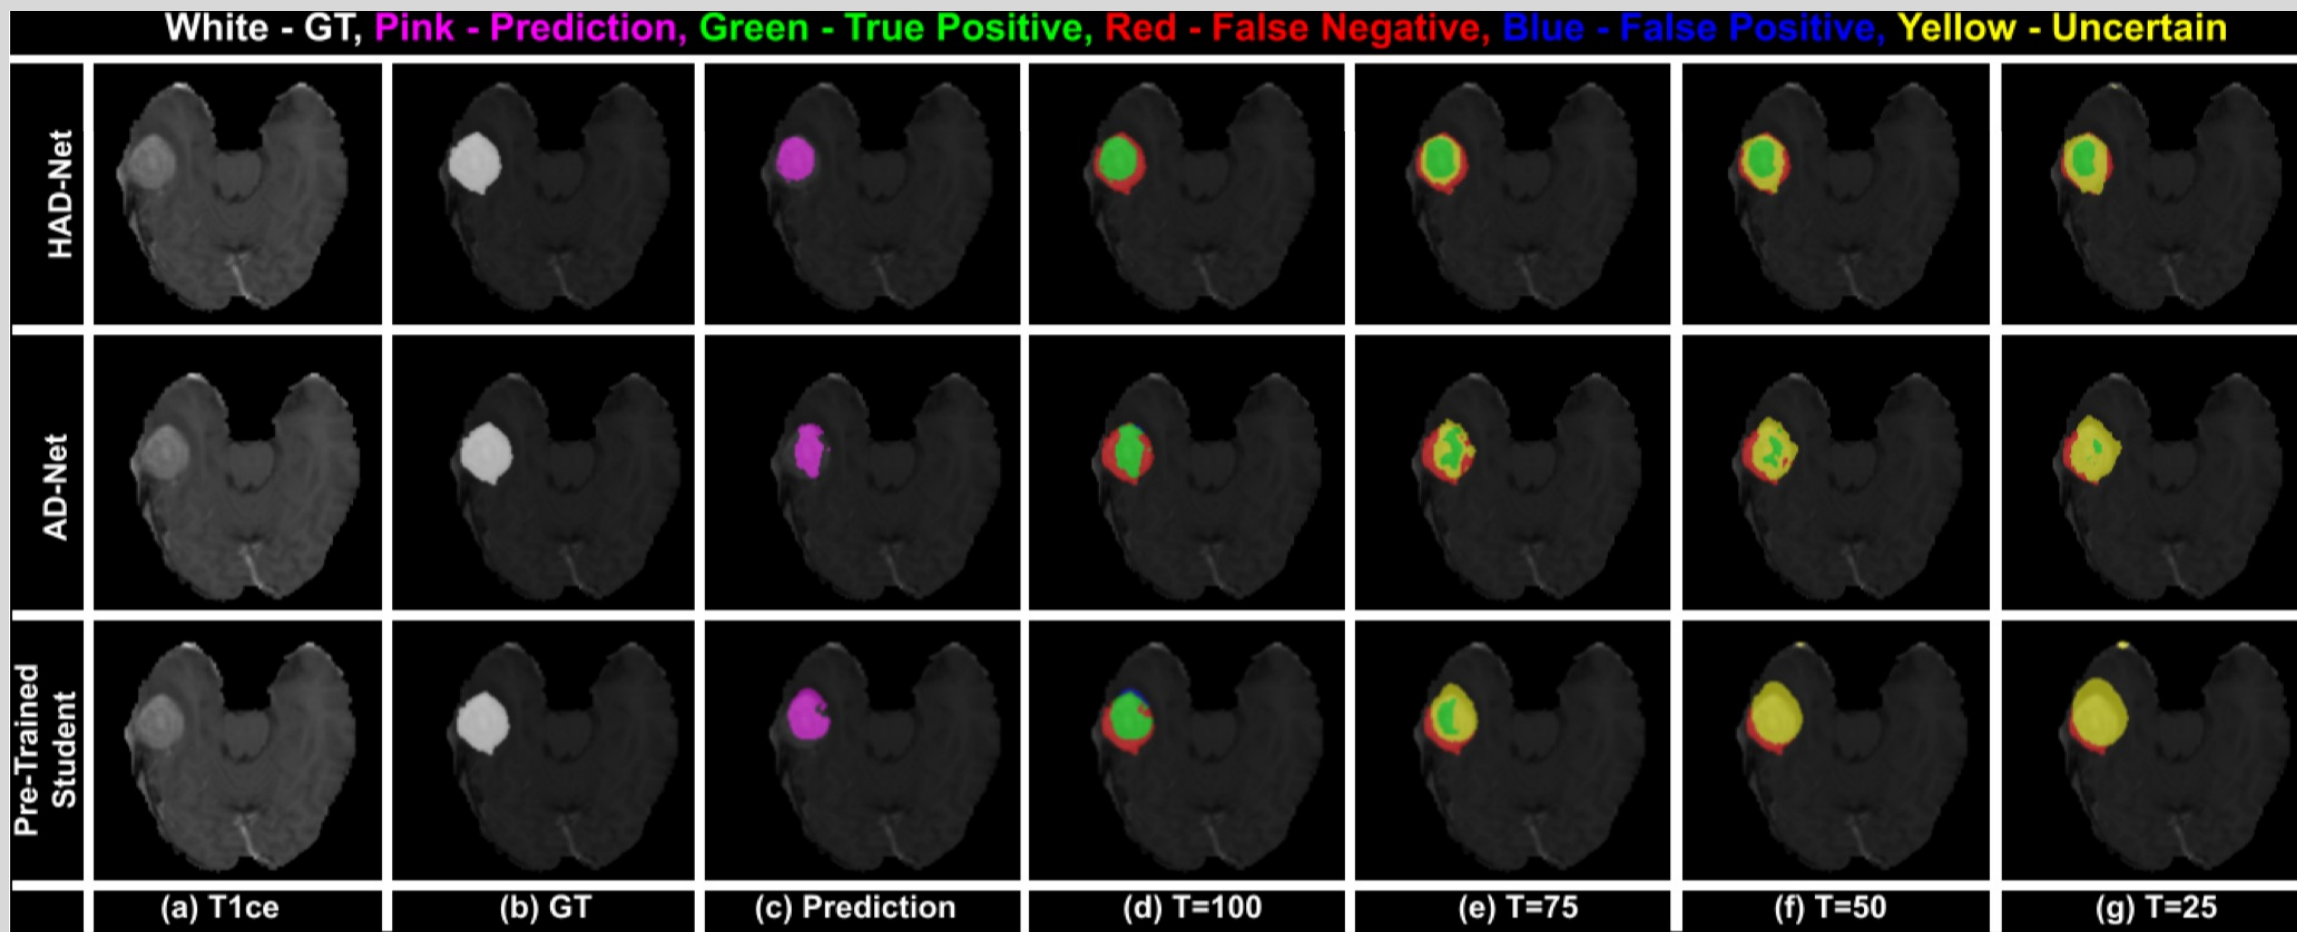 White - GT, Pink - Prediction, Green - True Positive, Red - False Negative, Blue - False Positive, Yellow - Uncertain
HAD-Net
AD-Net
Pre-Trained
Student
(a) T1ce
(b) GT
(c) Prediction
(d) T=100
(e) T=75
(f) T=50
(g) T=25